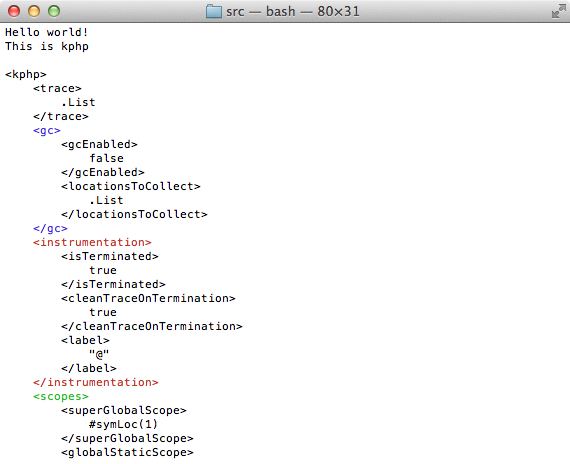 src — bash — 80×31
Hello world!
This is kphp

<kphp>
    <trace>
        .List
    </trace>
    <gc>
        <gcEnabled>
            false
        </gcEnabled>
        <locationsToCollect>
            .List
        </locationsToCollect>
    </gc>
    <instrumentation>
        <isTerminated>
            true
        </isTerminated>
        <cleanTraceOnTermination>
            true
        </cleanTraceOnTermination>
        <label>
            "@"
        </label>
    </instrumentation>
    <scopes>
        <superGlobalScope>
            #symLoc(1)
        </superGlobalScope>
        <globalStaticScope>